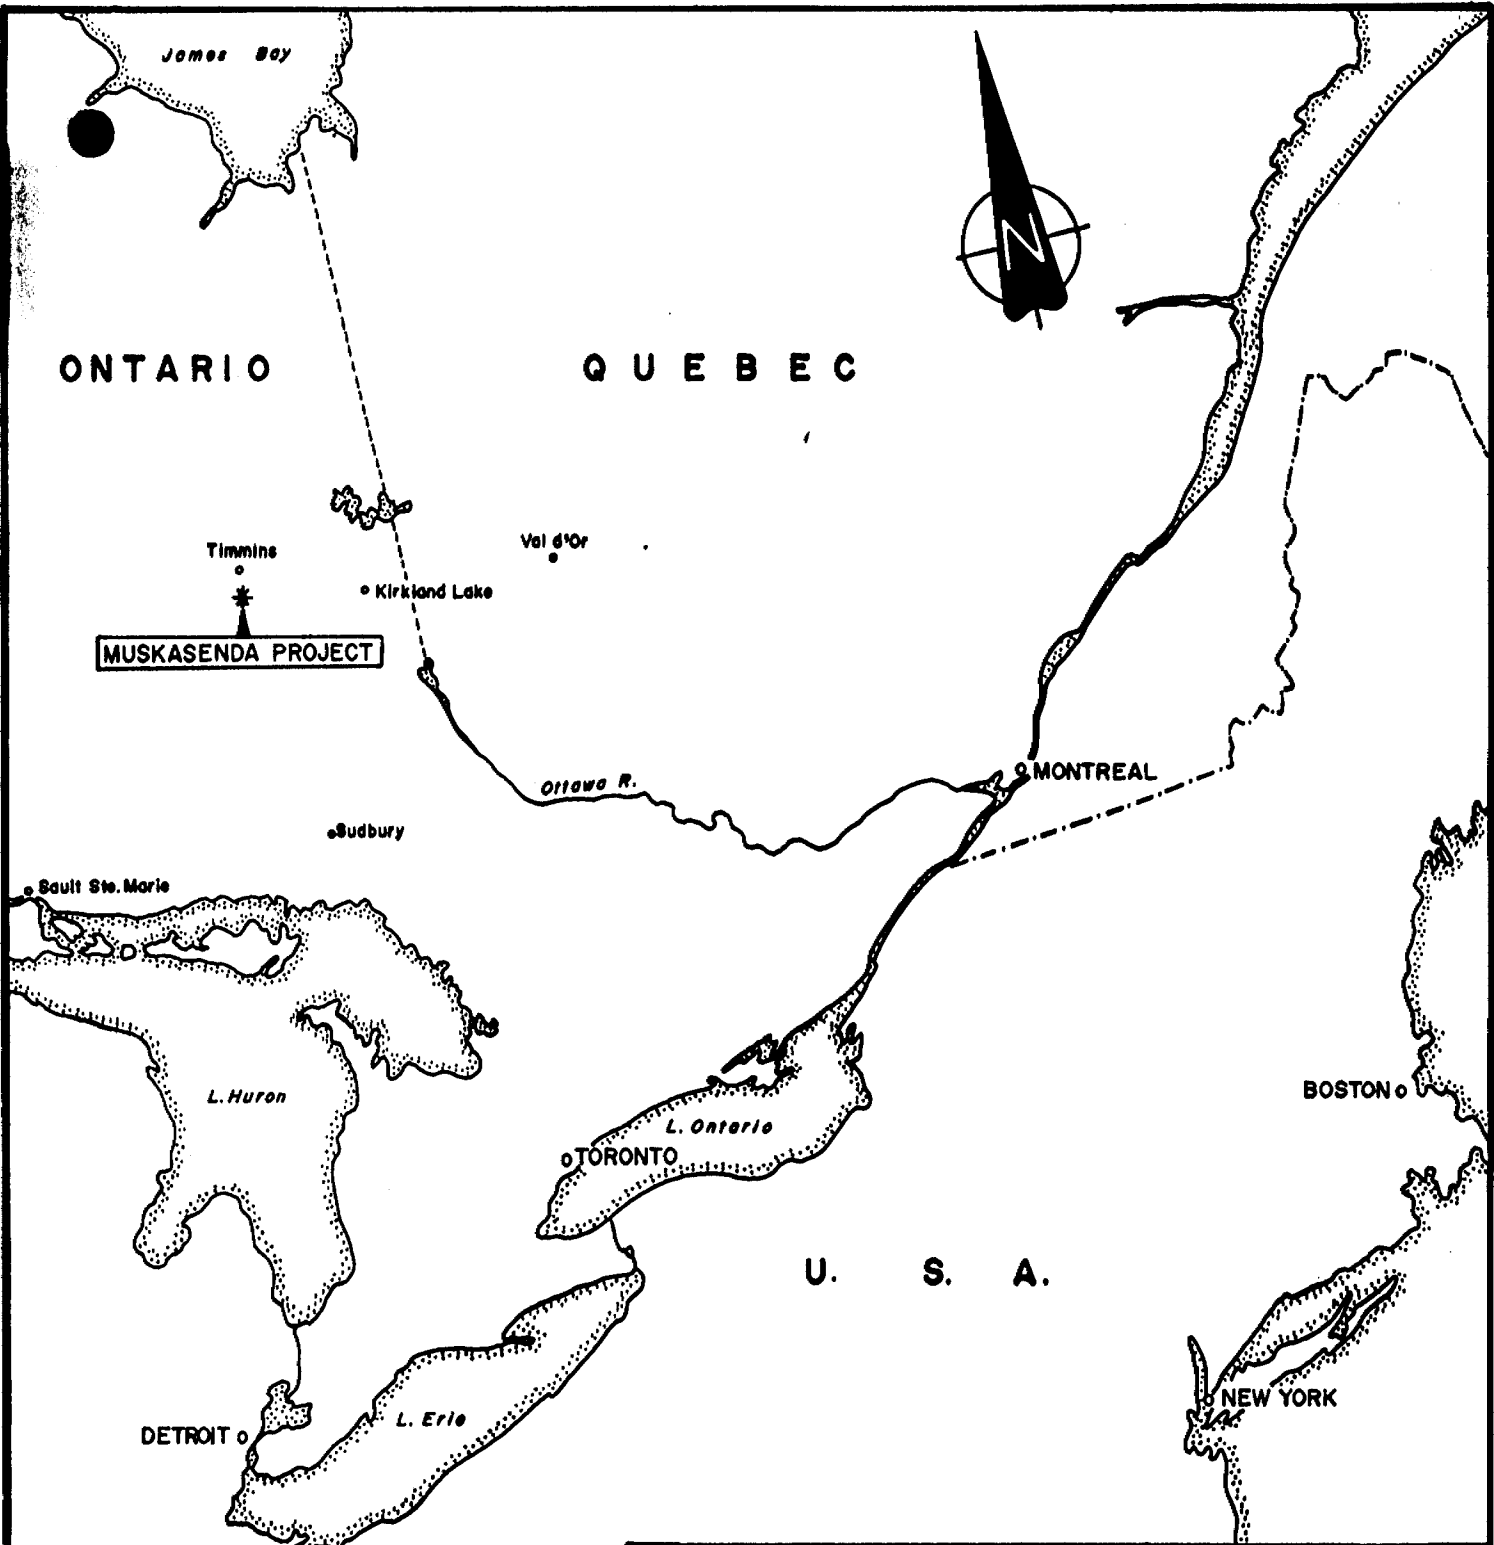 James Bay
N
ONTARIO
QUEBEC
Timmins
Val d'Or
Kirkland Lake
MUSKASENDA PROJECT
Ottawa R.
MONTREAL
Sudbury
Sault Ste. Marie
L. Huron
BOSTON
L. Ontario
TORONTO
U. S. A.
NEW YORK
L. Erie
DETROIT